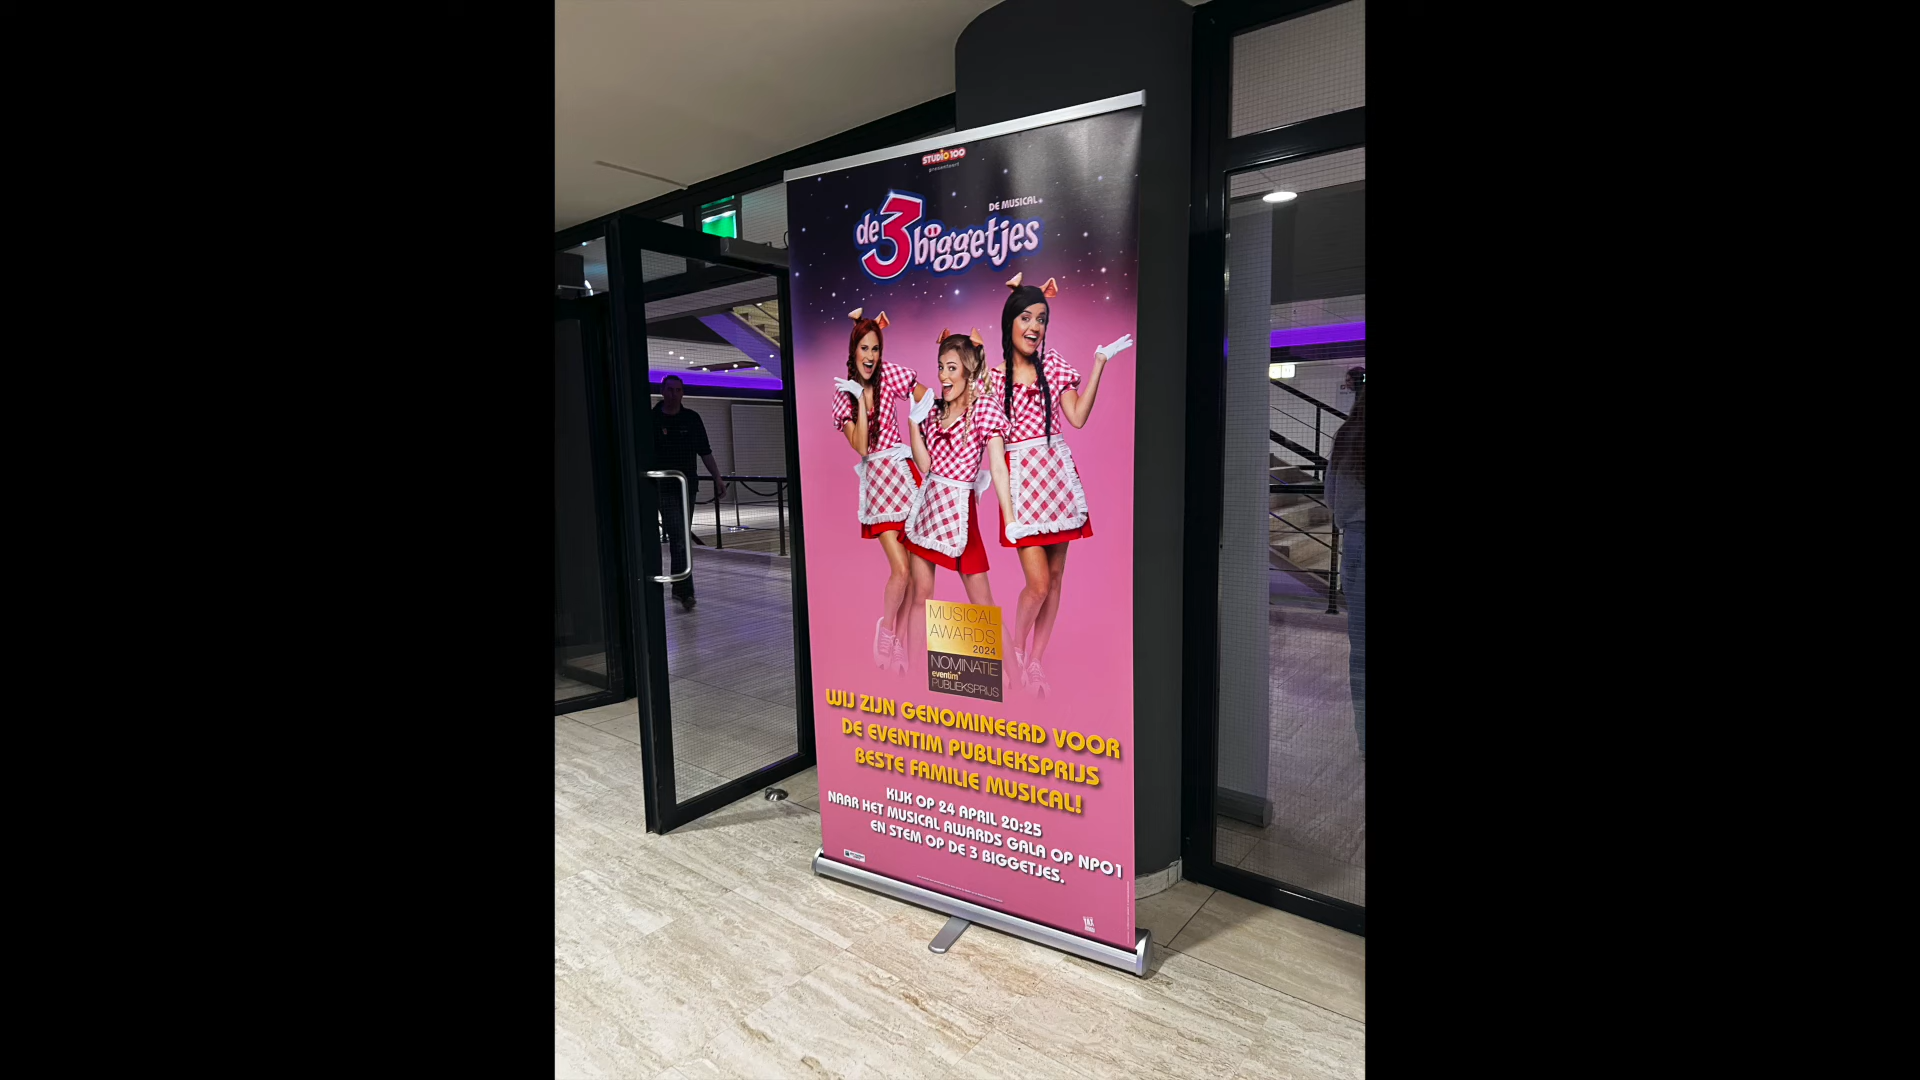 STUDIO 100
presenteert
DE MUSICAL
de 3 biggetjes
MUSICAL
AWARDS
2024
NOMINATIE
eventim
PUBLIEKSPRIJS
WIJ ZIJN GENOMINEERD VOOR
DE EVENTIM PUBLIEKSPRIJS
BESTE FAMILIE MUSICAL!
KIJK OP 24 APRIL 20:25
NAAR HET MUSICAL AWARDS GALA OP NPO1
EN STEM OP DE 3 BIGGETJES.